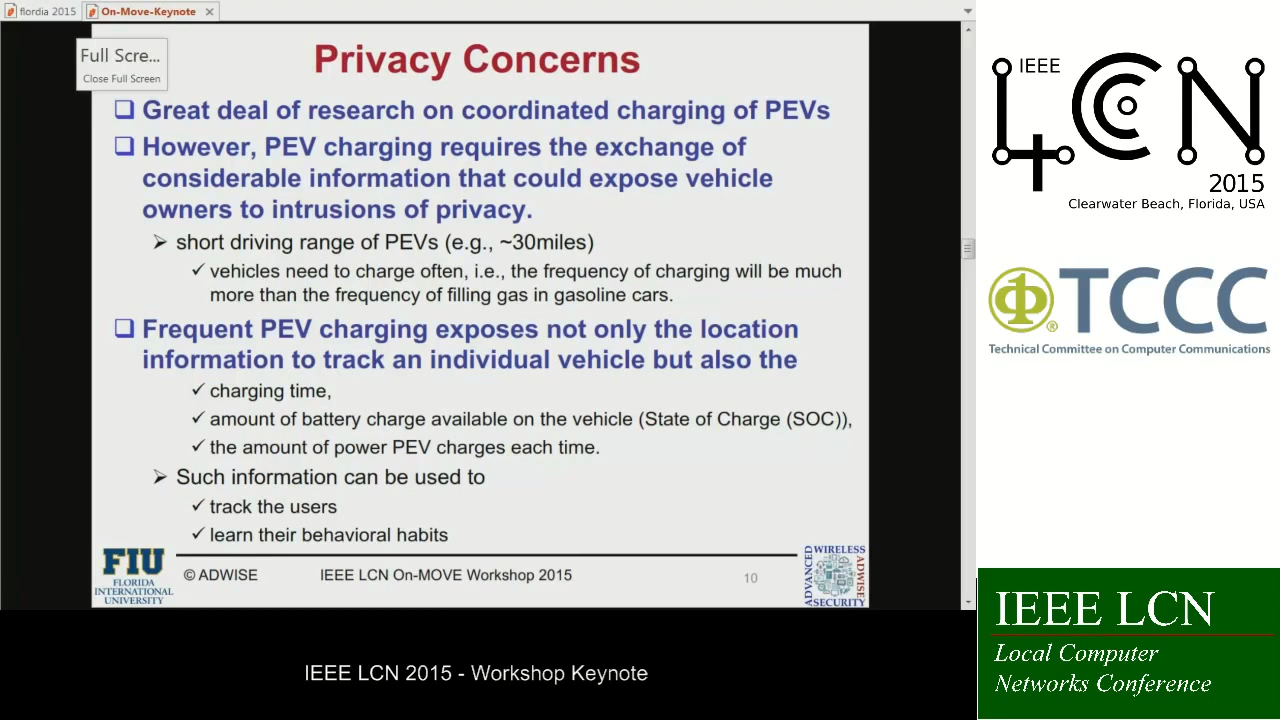 flordia 2015
On-Move-Keynote
Full Scre...
Close Full Screen
Privacy Concerns
Great deal of research on coordinated charging of PEVs
However, PEV charging requires the exchange of
considerable information that could expose vehicle
owners to intrusions of privacy.
short driving range of PEVs (e.g., ~30miles)
vehicles need to charge often, i.e., the frequency of charging will be much
more than the frequency of filling gas in gasoline cars.
Frequent PEV charging exposes not only the location
information to track an individual vehicle but also the
charging time,
amount of battery charge available on the vehicle (State of Charge (SOC)),
the amount of power PEV charges each time.
Such information can be used to
track the users
learn their behavioral habits
FIU
FLORIDA
INTERNATIONAL
UNIVERSITY
© ADWISE
IEEE LCN On-MOVE Workshop 2015
10
ADVANCED
WIRELESS
ADWISE
&SECURITY
IEEE LCN 2015 - Workshop Keynote
IEEE
LCN
40
2015
Clearwater Beach, Florida, USA
TCCC
®
Technical Committee on Computer Communications
IEEE LCN
Local Computer
Networks Conference